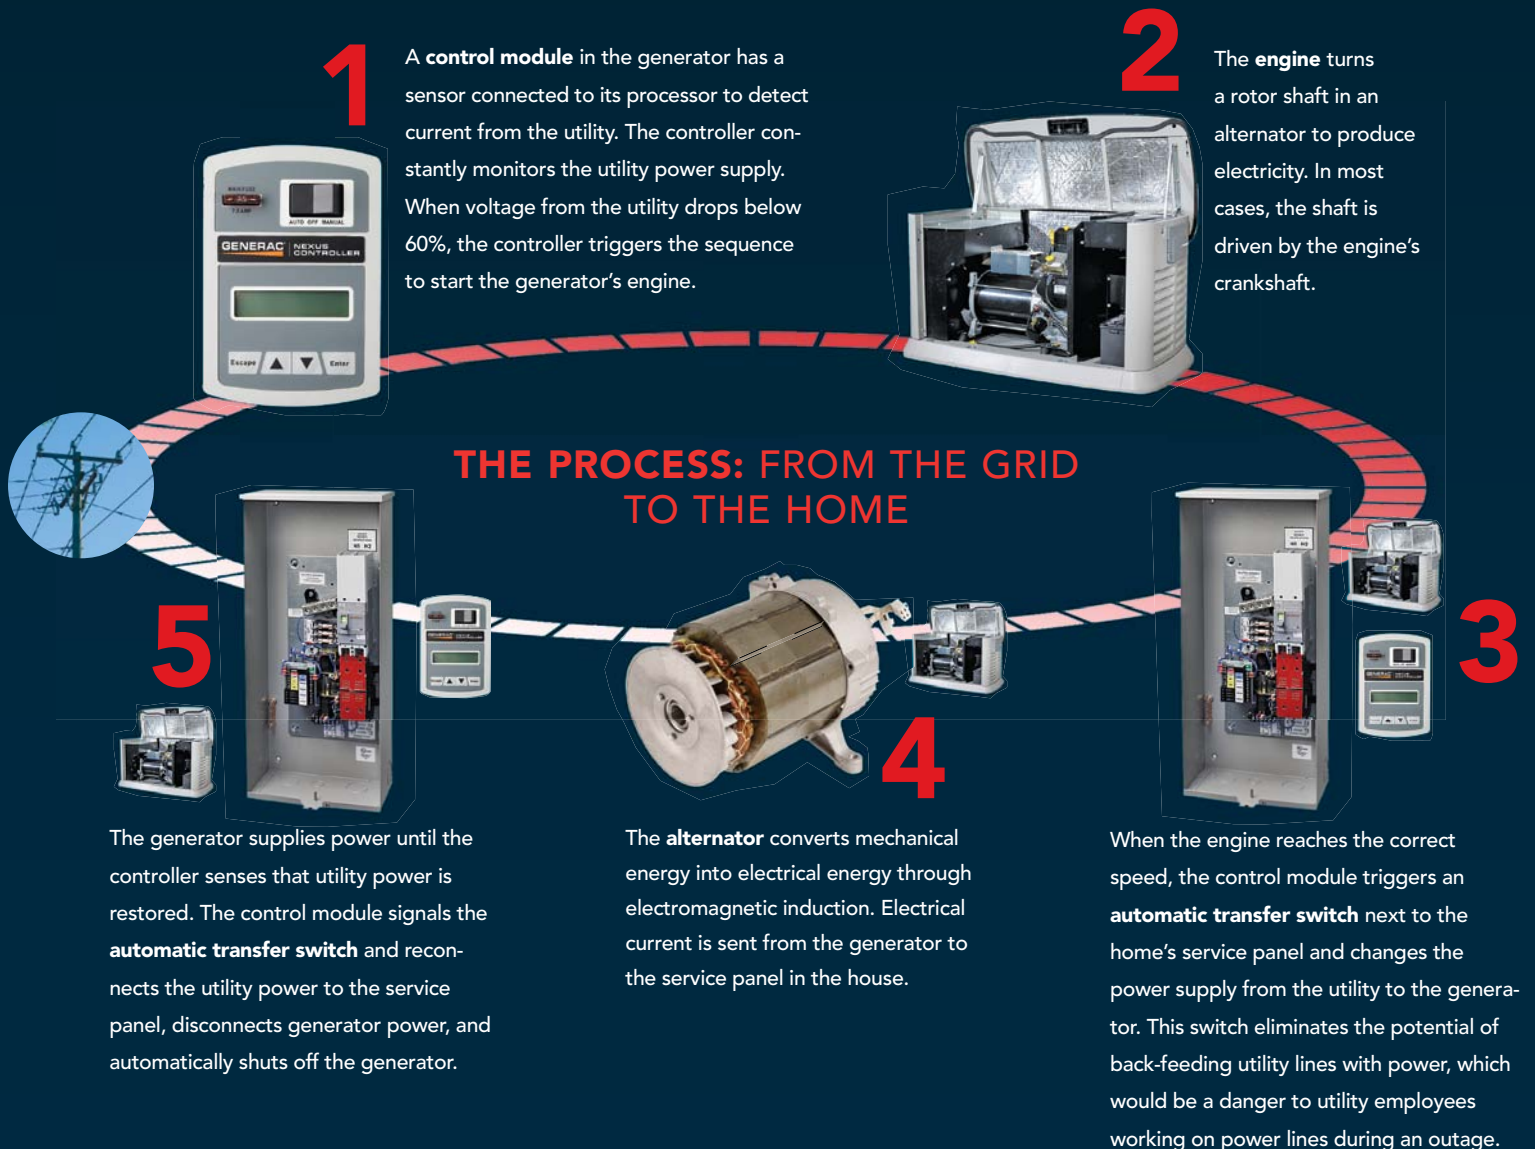 1
A control module in the generator has a
sensor connected to its processor to detect
current from the utility. The controller con-
stantly monitors the utility power supply.
When voltage from the utility drops below
60%, the controller triggers the sequence
to start the generator’s engine.
AUTO OFF MANUAL
GENERAC
NEXUS
CONTROLLER
Escape
Enter
2
The engine turns
a rotor shaft in an
alternator to produce
electricity. In most
cases, the shaft is
driven by the engine’s
crankshaft.
THE PROCESS: FROM THE GRID
TO THE HOME
3
When the engine reaches the correct
speed, the control module triggers an
automatic transfer switch next to the
home’s service panel and changes the
power supply from the utility to the genera-
tor. This switch eliminates the potential of
back-feeding utility lines with power, which
would be a danger to utility employees
working on power lines during an outage.
4
The alternator converts mechanical
energy into electrical energy through
electromagnetic induction. Electrical
current is sent from the generator to
the service panel in the house.
5
The generator supplies power until the
controller senses that utility power is
restored. The control module signals the
automatic transfer switch and recon-
nects the utility power to the service
panel, disconnects generator power, and
automatically shuts off the generator.